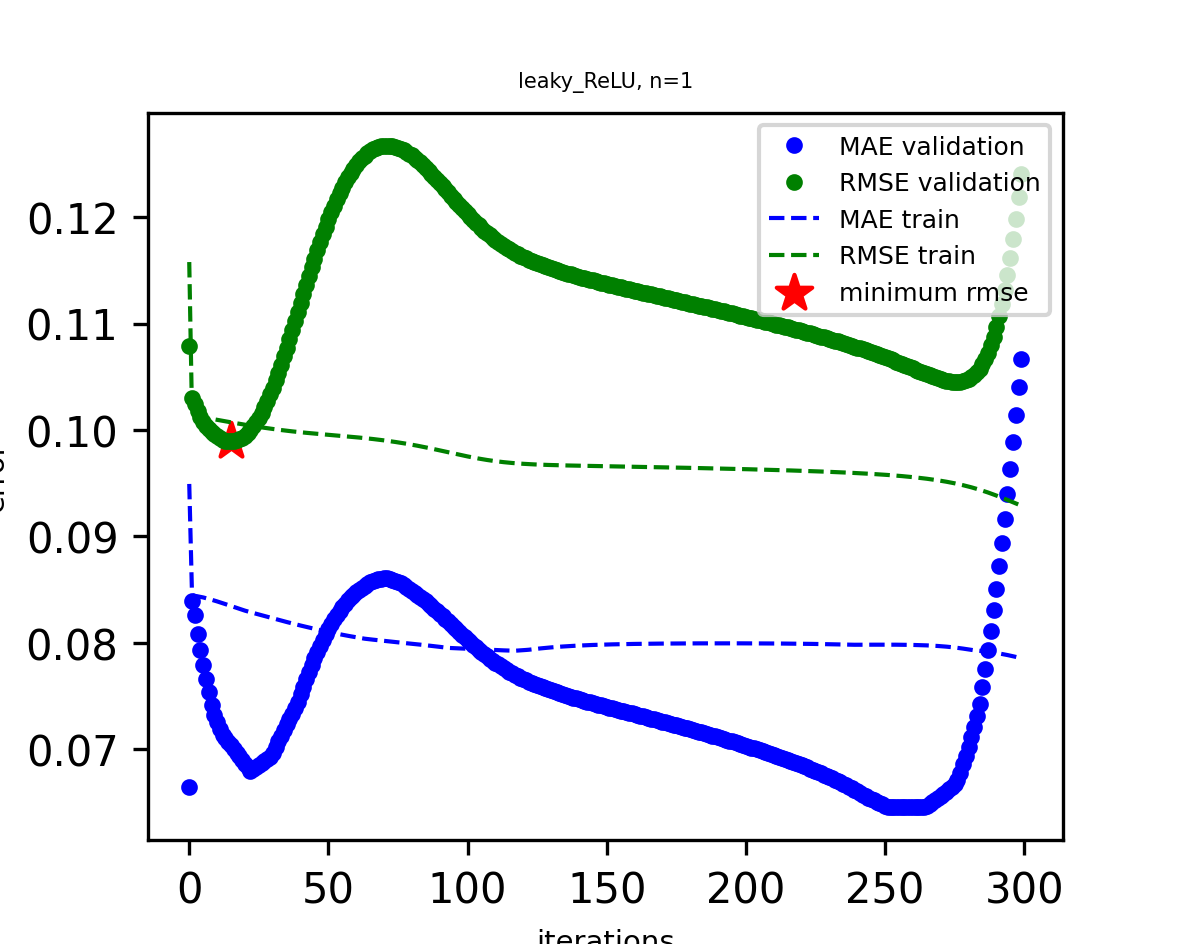 leaky_ReLU, n=1
MAE validation
RMSE validation
MAE train
RMSE train
minimum rmse
0.12
0.11
0.10
0.09
0.08
0.07
0 50 100 150 200 250 300
iterations